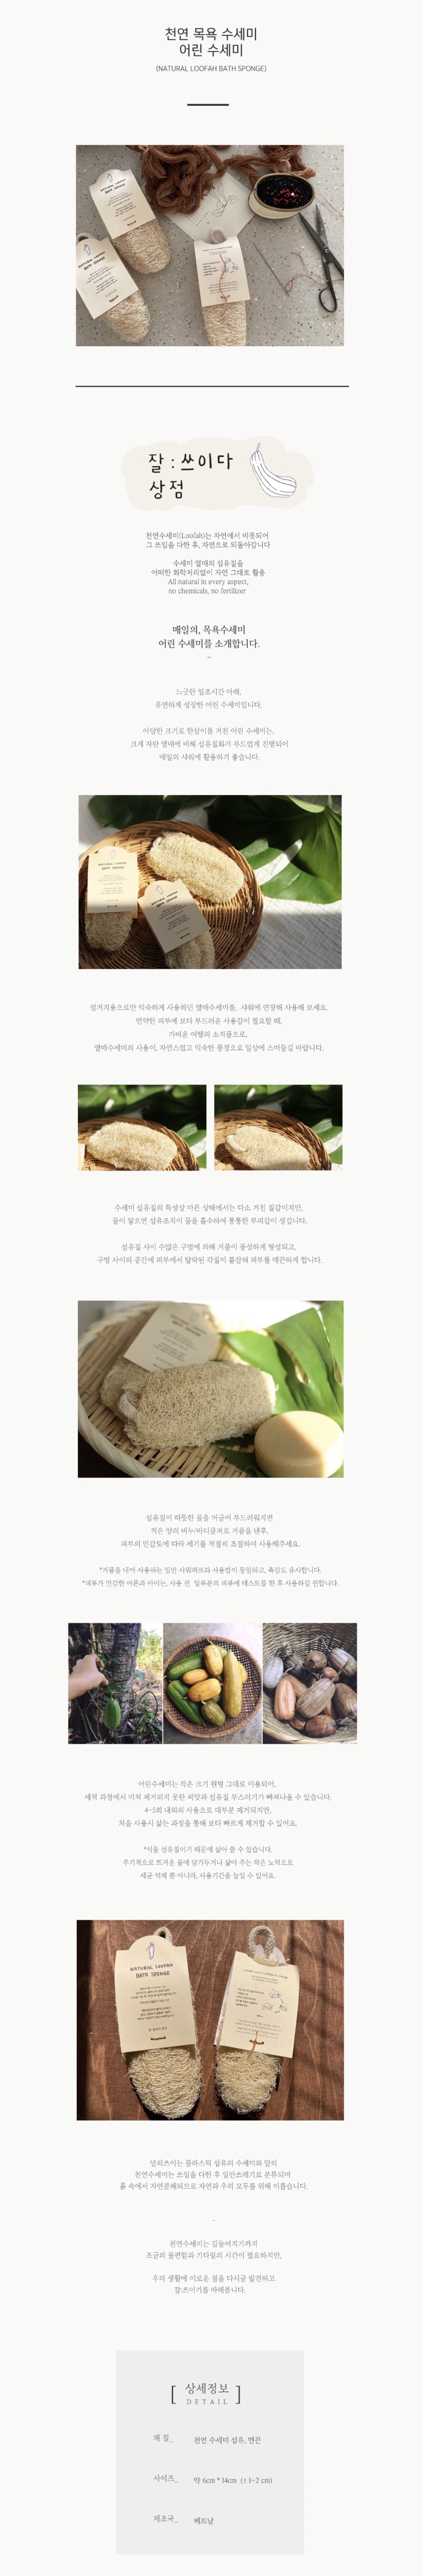 천연 목욕 수세미
어린 수세미
(NATURAL LOOFAH BATH SPONGE)
NATURAL LOOFAH
BATH SPONGE
NATURAL LOOFAH
BATH SPONGE
잘 : 쓰이다
상점
천연수세미(Loofah)는 자연에서 비롯되어
그 쓰임을 다한 후, 자연으로 되돌아갑니다
수세미 열매의 섬유질을
어떠한 화학처리없이 자연 그대로 활용
All natural in every aspect,
no chemicals, no fertilizer
매일의, 목욕수세미
어린 수세미를 소개합니다.
느긋한 일조시간 아래,
유연하게 성장한 어린 수세미입니다.
아담한 크기로 한살이를 거친 어린 수세미는,
크게 자란 열매에 비해 섬유질화가 부드럽게 진행되어
매일의 샤워에 활용하기 좋습니다.
NATURAL LOOFAH
BATH SPONGE
NATURAL LOOFAH
BATH SPONGE
설거지용으로만 익숙하게 사용하던 열매수세미를, 샤워에 연장해 사용해 보세요.
연약한 피부에 보다 부드러운 사용감이 필요할 때,
가벼운 여행의 소지품으로,
열매수세미의 사용이, 자연스럽고 익숙한 풍경으로 일상에 스며들길 바랍니다.
수세미 섬유질의 특성상 마른 상태에서는 다소 거친 질감이지만,
물이 닿으면 섬유조직이 물을 흡수하여 통통한 부피감이 생깁니다.
섬유질 사이 수많은 구멍에 의해 거품이 풍성하게 형성되고,
구멍 사이의 공간에 피부에서 탈락된 각질이 붙잡혀 피부를 매끈하게 합니다.
섬유질이 따뜻한 물을 머금어 부드러워지면
적은 양의 비누/바디클져로 거품을 낸후,
피부의 민감도에 따라 세기를 적절히 조절하여 사용해주세요.
*거품을 내어 사용하는 일반 샤워퍼프와 사용법이 동일하고, 촉감도 유사합니다.
*피부가 민감한 어른과 아이는, 사용 전 일부분의 피부에 테스트를 한 후 사용하길 권합니다.
어린수세미는 작은 크기 원형 그대로 이용되어,
세척 과정에서 미처 제거되지 못한 씨앗과 섬유질 부스러기가 빠져나올 수 있습니다.
4~5회 내외의 사용으로 대부분 제거되지만,
처음 사용시 삶는 과정을 통해 보다 빠르게 제거할 수 있어요.
*식물 섬유질이기 때문에 삶아 쓸 수 있습니다.
주기적으로 뜨거운 물에 담가두거나 삶아 주는 작은 노력으로
세균 억제 뿐 아니라, 사용기간을 늘일 수 있어요.
NATURAL LOOFAH
BATH SPONGE
널리쓰이는 플라스틱 섬유의 수세미와 달리
천연수세미는 쓰임을 다한 후 일반쓰레기로 분류되며
흙 속에서 자연분해되므로 자연과 우리 모두를 위해 이롭습니다.
천연수세미는 길들여지기까지
조금의 불편함과 기다림의 시간이 필요하지만,
우리 생활에 이로운 점을 다시금 발견하고
잘:쓰이기를 바래봅니다.
[ 상세정보 ]
DETAIL
재 질_ 천연 수세미 섬유, 면끈
사이즈_ 약 6cm * 14cm (± 1~2 cm)
제조국_ 베트남